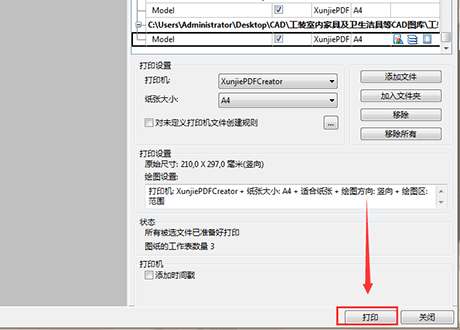 Model XunjiePDF A4
C:\Users\Administrator\Desktop\CAD\工装室内家具及卫生洁具等CAD图库\工
Model XunjiePDF A4
打印设置
打印机: XunjiePDFCreator 添加文件
纸张大小: A4 加入文件夹
对未定义打印机文件创建规则 ... 移除
移除所有
打印设置
原始尺寸: 210,0 X 297,0 毫米(竖向)
绘图设置:
打印机: XunjiePDFCreator + 纸张大小: A4 + 适合纸张 + 绘图方向: 竖向 + 绘图区:
范围
状态
所有被选文件已准备好打印
图纸的工作表数量 3
打印机
添加时间戳
打印 关闭